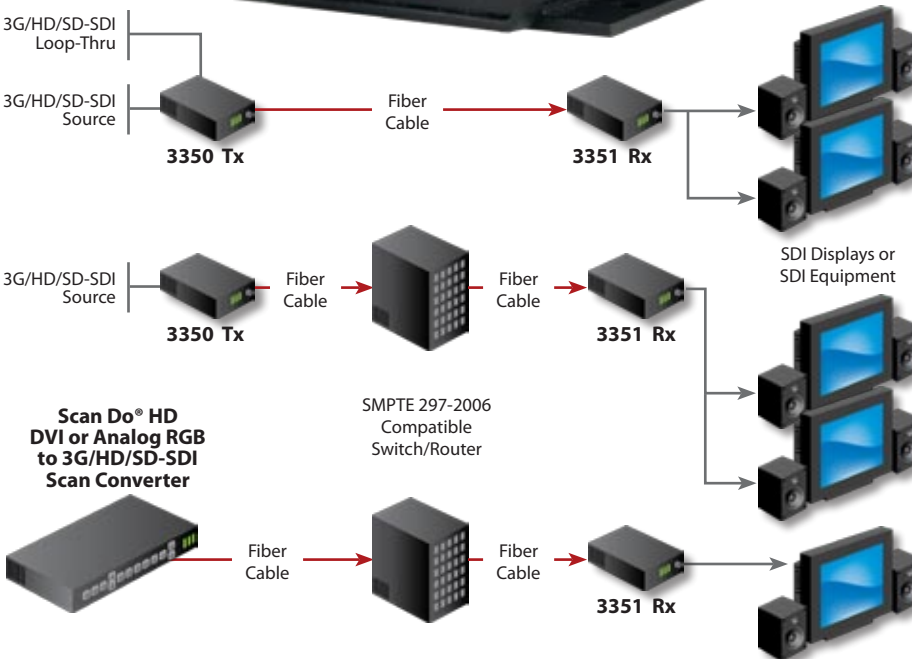 3G/HD/SD-SDI
Loop-Thru
3G/HD/SD-SDI
Source
3350 Tx
Fiber
Cable
3351 Rx
SDI Displays or
SDI Equipment
3G/HD/SD-SDI
Source
3350 Tx
Fiber
Cable
Fiber
Cable
3351 Rx
SMPTE 297-2006
Compatible
Switch/Router
Scan Do® HD
DVI or Analog RGB
to 3G/HD/SD-SDI
Scan Converter
Fiber
Cable
Fiber
Cable
3351 Rx